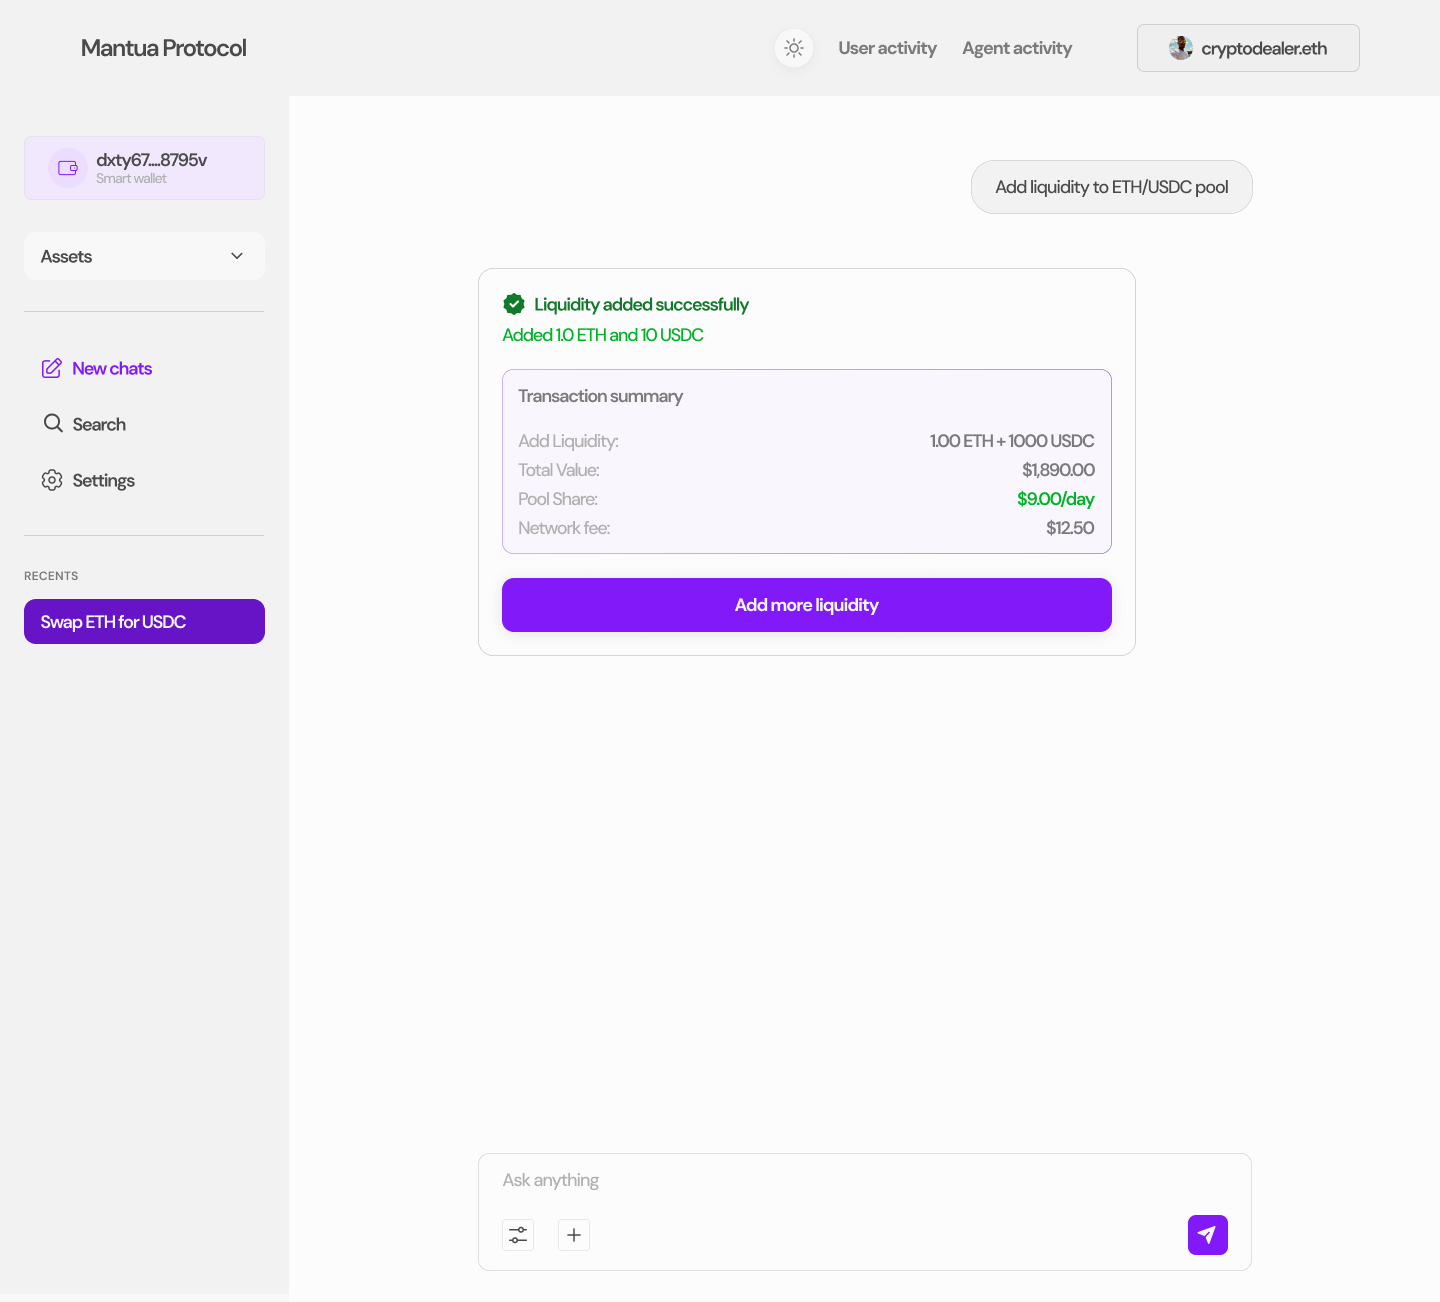 Mantua Protocol
User activity
Agent activity
cryptodealer.eth
dxty67....8795v
Smart wallet
Assets
New chats
Search
Settings
RECENTS
Swap ETH for USDC
Add liquidity to ETH/USDC pool
Liquidity added successfully
Added 1.0 ETH and 10 USDC
Transaction summary
Add Liquidity: 1.00 ETH + 1000 USDC
Total Value: $1,890.00
Pool Share: $9.00/day
Network fee: $12.50
Add more liquidity
Ask anything